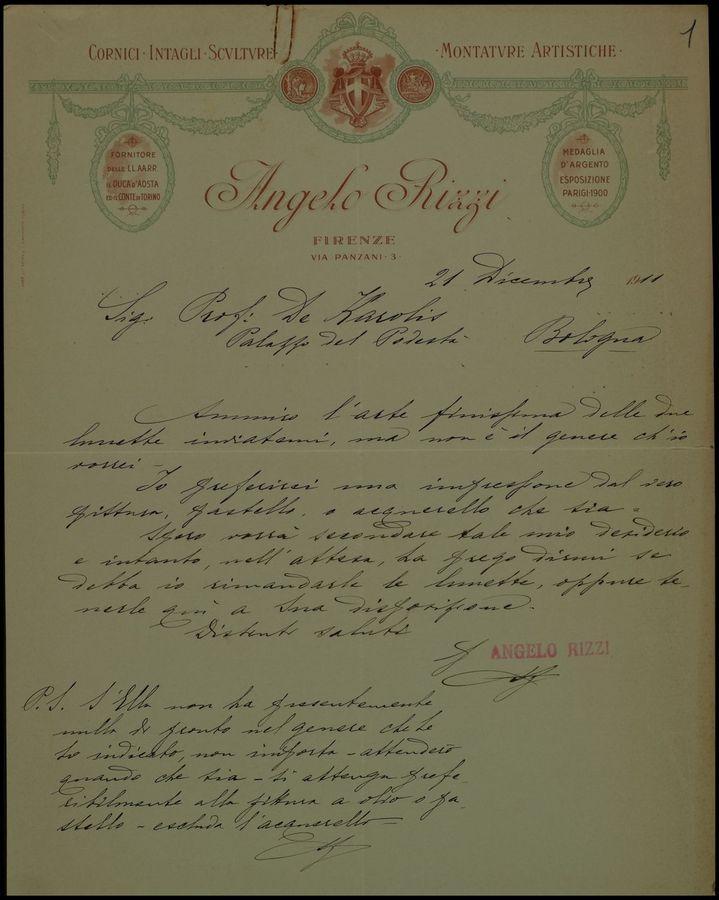 1
CORNICI · INTAGLI · SCVLTVRE · MONTATVRE ARTISTICHE ·
FORNITORE
DELLE LL.AA.RR.
IL DUCA D'AOSTA
ED IL CONTE DI TORINO
MEDAGLIA
D'ARGENTO
ESPOSIZIONE
PARIGI-1900
Angelo Rizzi
FIRENZE
VIA PANZANI · 3 ·
21 Dicembre 1911
Sig. Prof. De Karolis
Palazzo del Podestà Bologna
Ammiro l'arte finissima delle due
lunette inviatemi, ma non è il genere ch'io
vorrei -
Io preferirei una impressione dal vero
pittura, pastello, o acquerello che sia -
Spero vorrà secondare tale mio desiderio
e intanto, nell'attesa, La prego dirmi se
debba io rimandarle le lunette, oppure te-
nerle qui a Sua disposizione.
Distinti saluti
ANGELO RIZZI
P.S. S'Ella non ha presentemente
nulla di pronto nel genere che Le
ho indicato, non importa - attenderò
quando che sia - si attenga prefe-
ribilmente alla pittura a olio o pa-
stello - escluda l'acquerello -